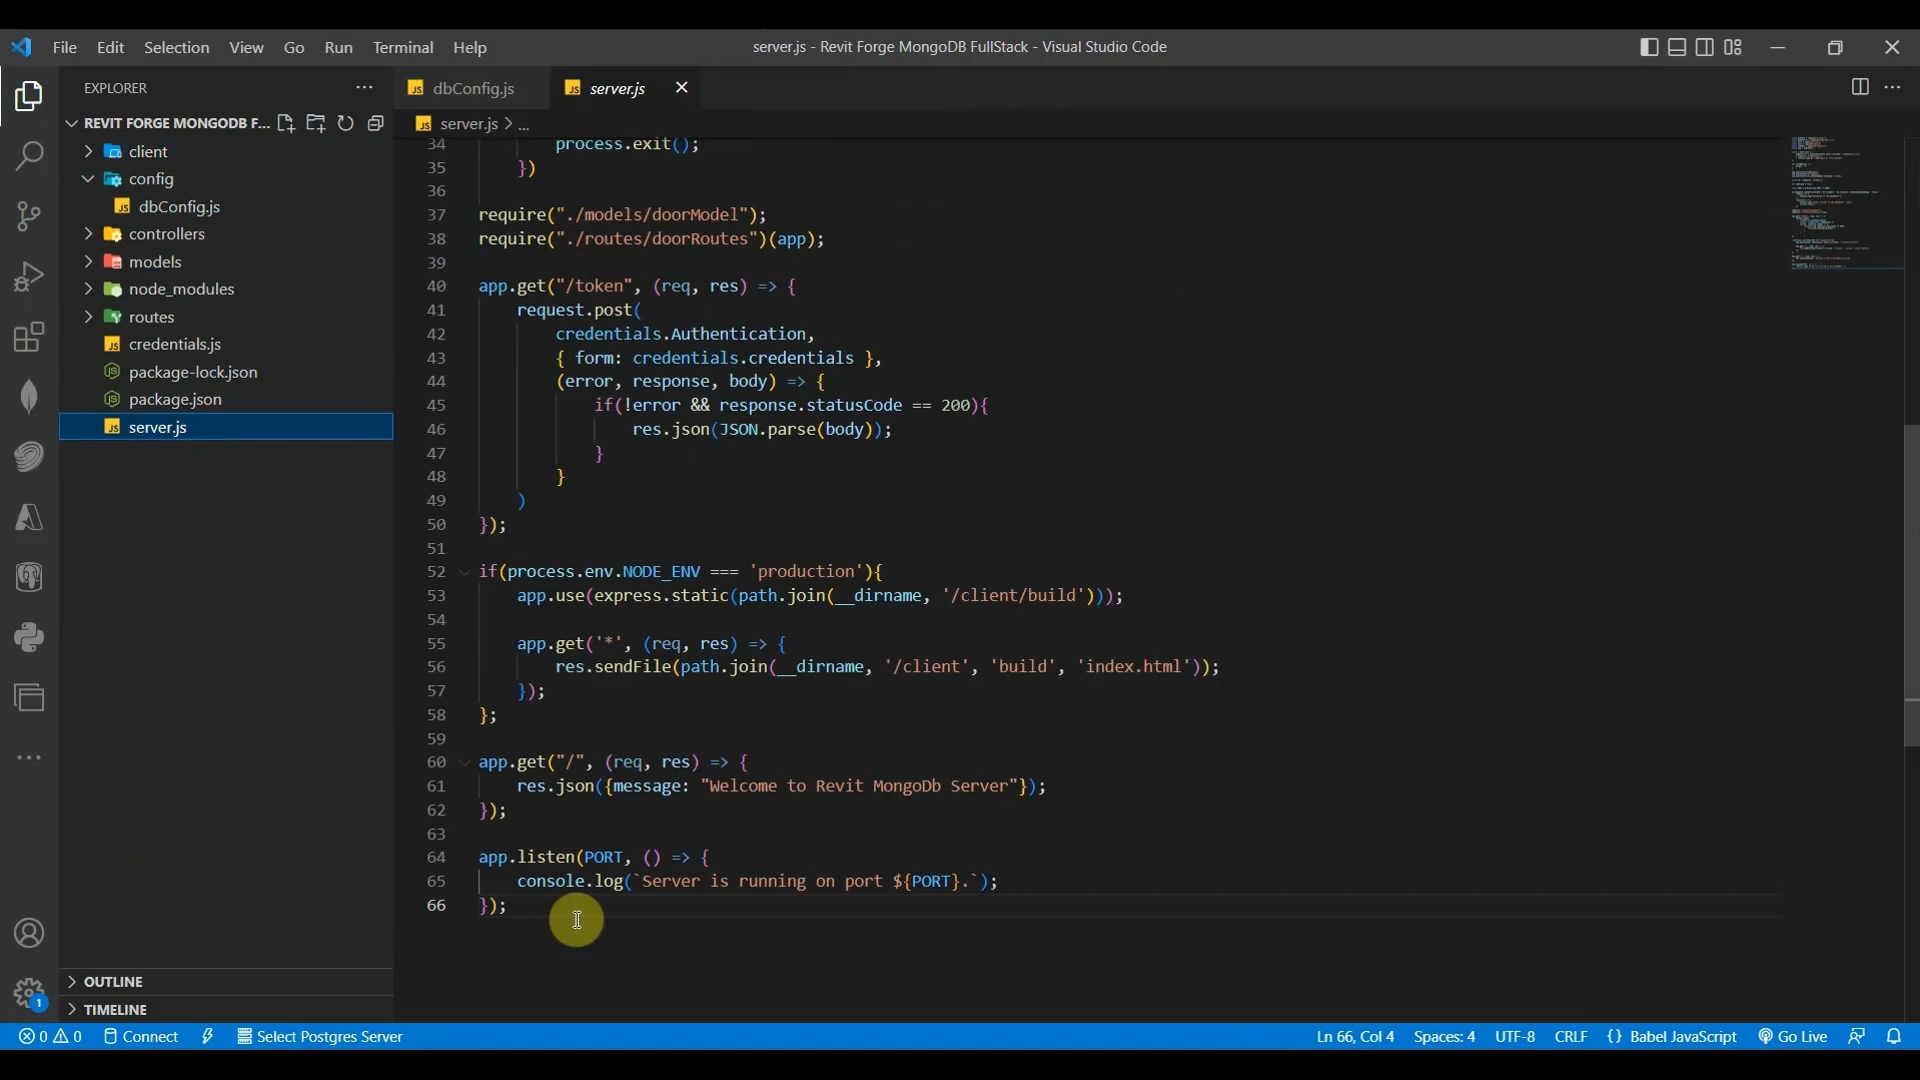 File Edit Selection View Go Run Terminal Help
server.js - Revit Forge MongoDB FullStack - Visual Studio Code
EXPLORER
REVIT FORGE MONGODB F...
client
config
dbConfig.js
controllers
models
node_modules
routes
credentials.js
package-lock.json
package.json
server.js
OUTLINE
TIMELINE
dbConfig.js
server.js
server.js > ...
34 process.exit();
35 })
36
37 require("./models/doorModel");
38 require("./routes/doorRoutes")(app);
39
40 app.get("/token", (req, res) => {
41 request.post(
42 credentials.Authentication,
43 { form: credentials.credentials },
44 (error, response, body) => {
45 if(!error && response.statusCode == 200){
46 res.json(JSON.parse(body));
47 }
48 }
49 )
50 });
51
52 if(process.env.NODE_ENV === 'production'){
53 app.use(express.static(path.join(__dirname, '/client/build')));
54
55 app.get('*', (req, res) => {
56 res.sendFile(path.join(__dirname, '/client', 'build', 'index.html'));
57 });
58 };
59
60 app.get("/", (req, res) => {
61 res.json({message: "Welcome to Revit MongoDb Server"});
62 });
63
64 app.listen(PORT, () => {
65 console.log(`Server is running on port ${PORT}.`);
66 });
1
0 0 Connect Select Postgres Server
Ln 66, Col 4 Spaces: 4 UTF-8 CRLF {} Babel JavaScript Go Live